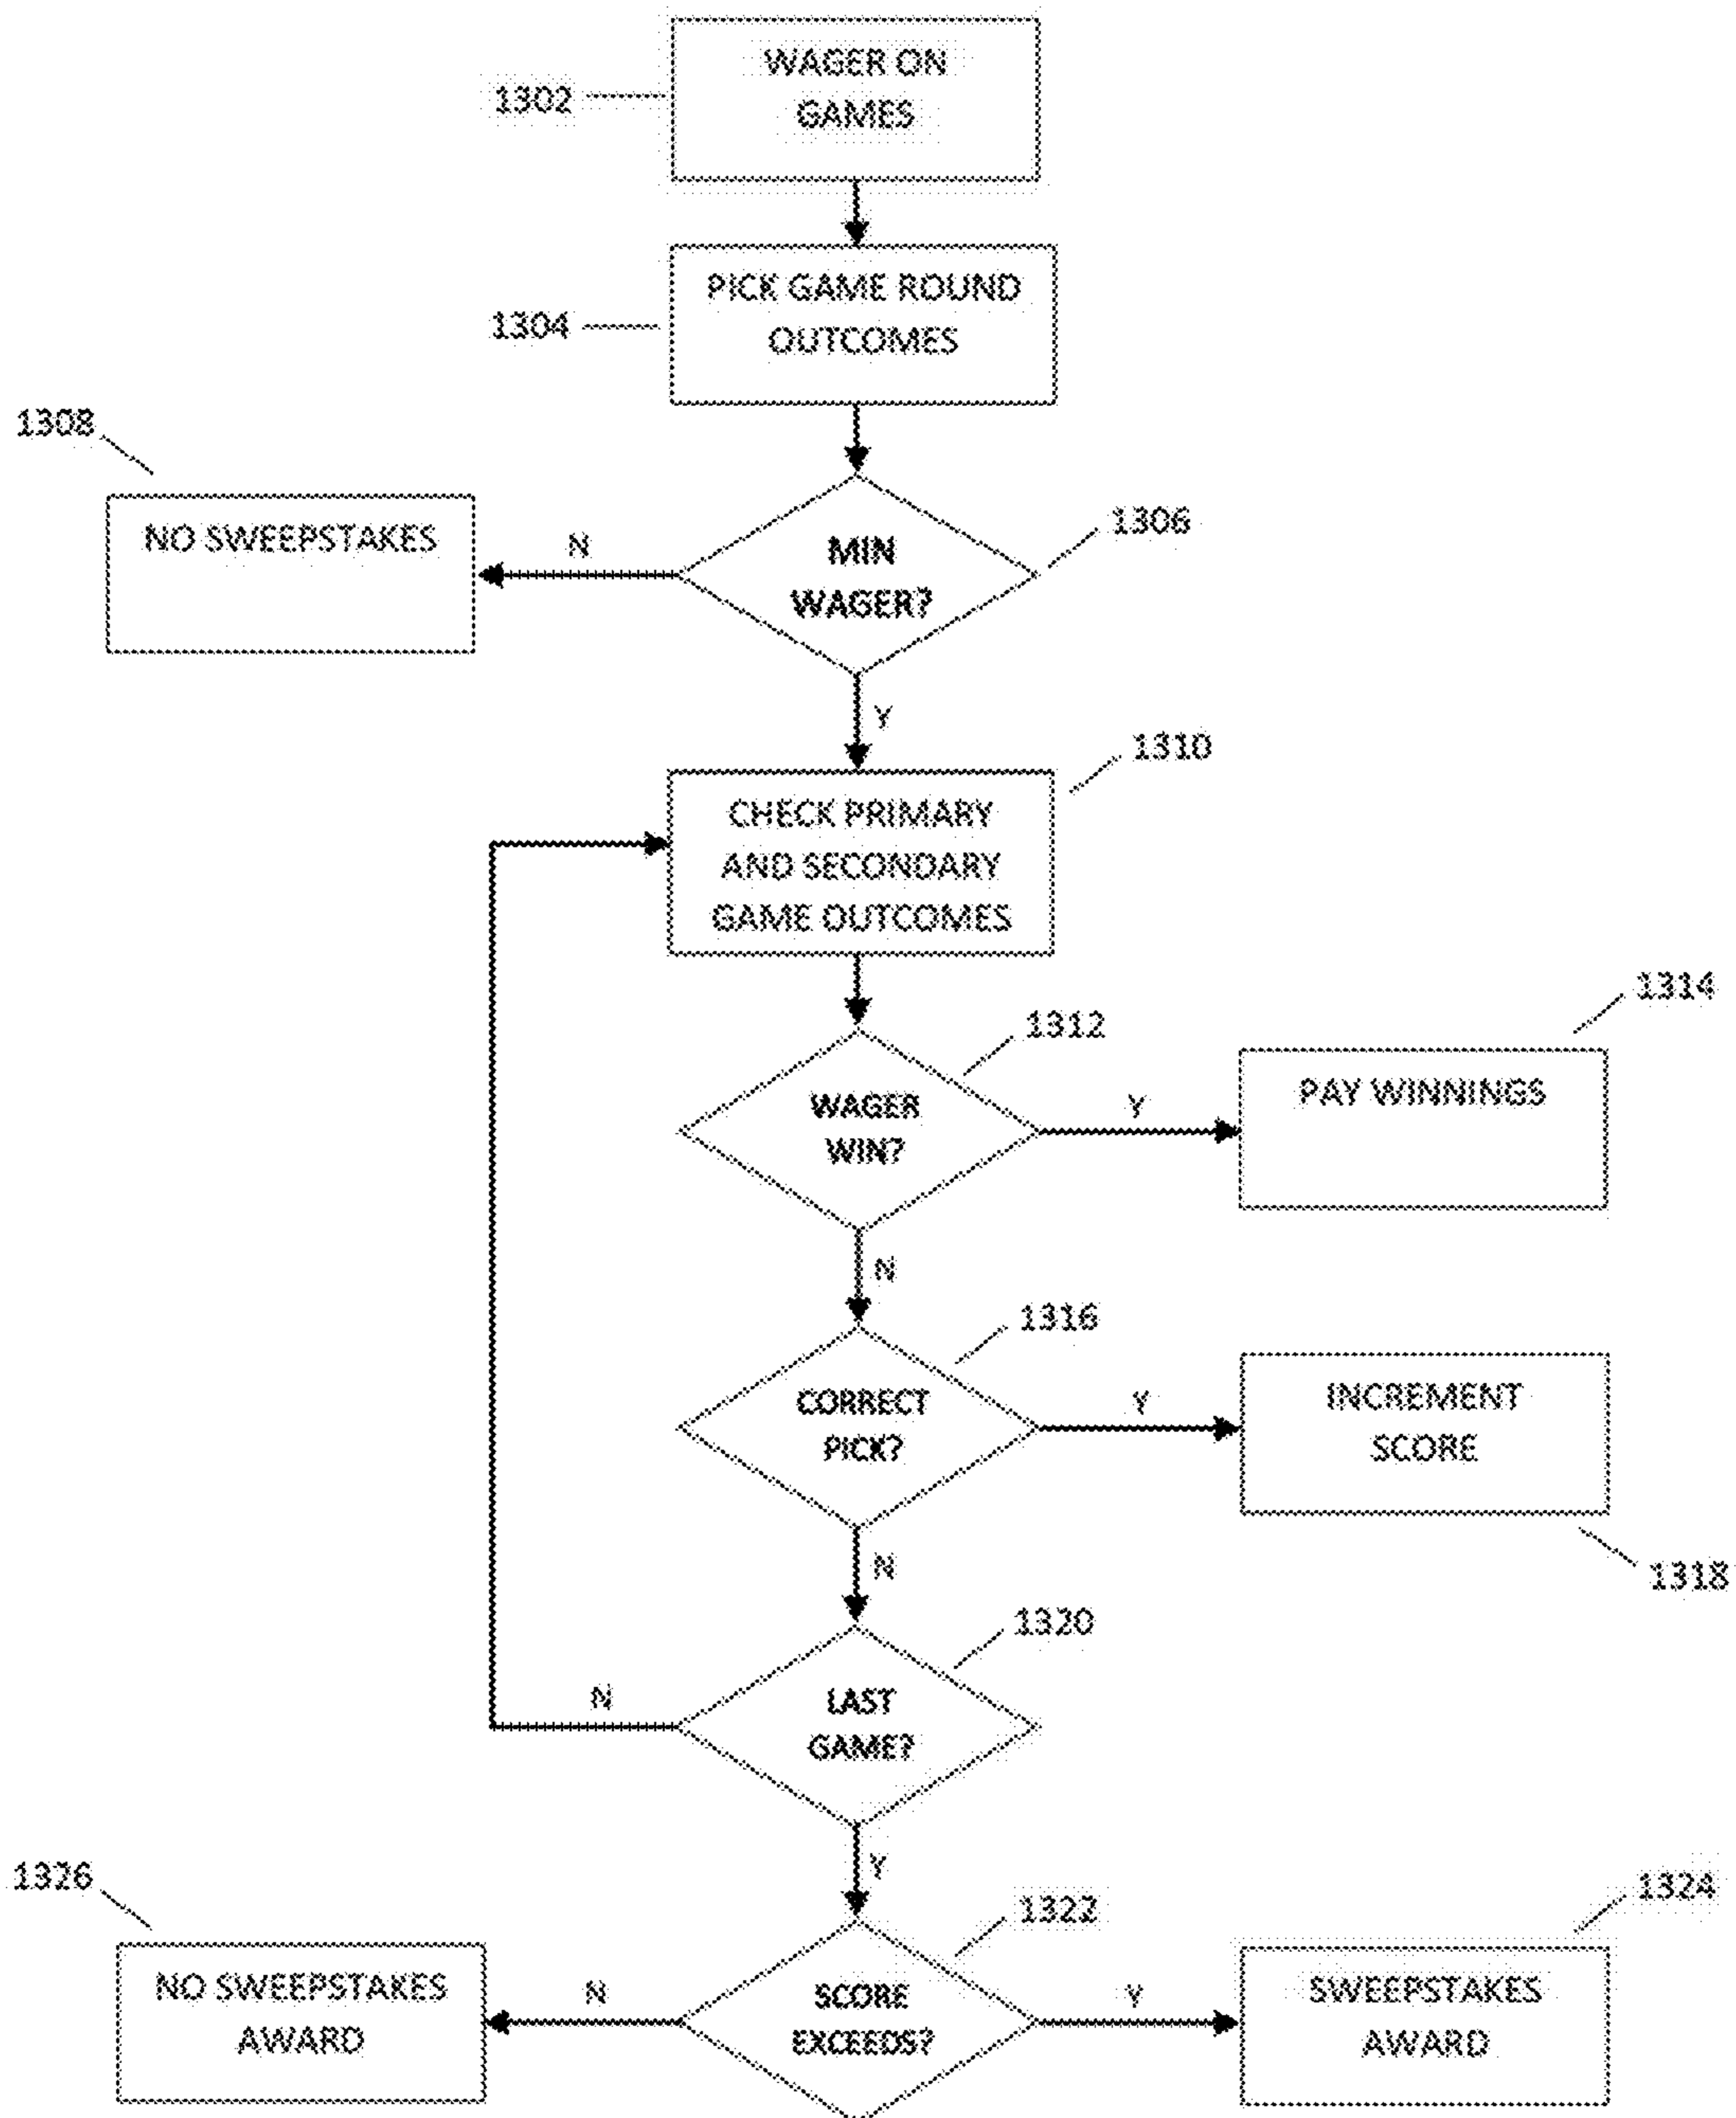 WAGER ON
GAMES
1302
PICK GAME ROUND
OUTCOMES
1304
1308
NO SWEEPSTAKES
N
MIN
WAGER?
1306
Y
1310
CHECK PRIMARY
AND SECONDARY
GAME OUTCOMES
1312
WAGER
WIN?
Y
1314
PAY WINNINGS
N
1316
CORRECT
PICK?
Y
INCREMENT
SCORE
1318
N
1320
LAST
GAME?
N
Y
1326
NO SWEEPSTAKES
AWARD
N
1322
SCORE
EXCEEDS?
Y
1324
SWEEPSTAKES
AWARD